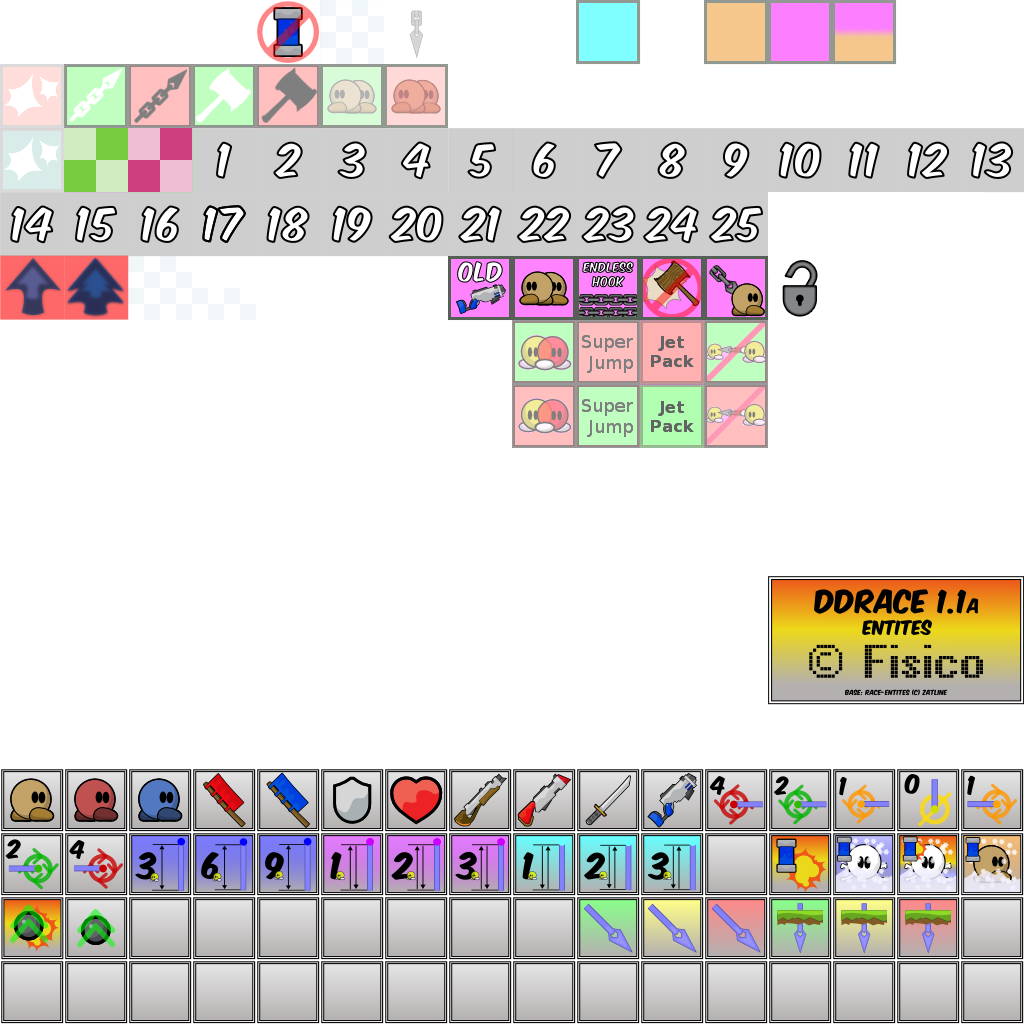 1 2 3 4 5 6 7 8 9 10 11 12 13
14 15 16 17 18 19 20 21 22 23 24 25
OLD
ENDLESS
HOOK
Super
Jump
Jet
Pack
Super
Jump
Jet
Pack
DDRACE 1.1A
ENTITES
© Fisico
BASE: RACE-ENTITES (C) ZATLINE
4 2 1 0 1
2 4 3 6 9 1 2 3 1 2 3